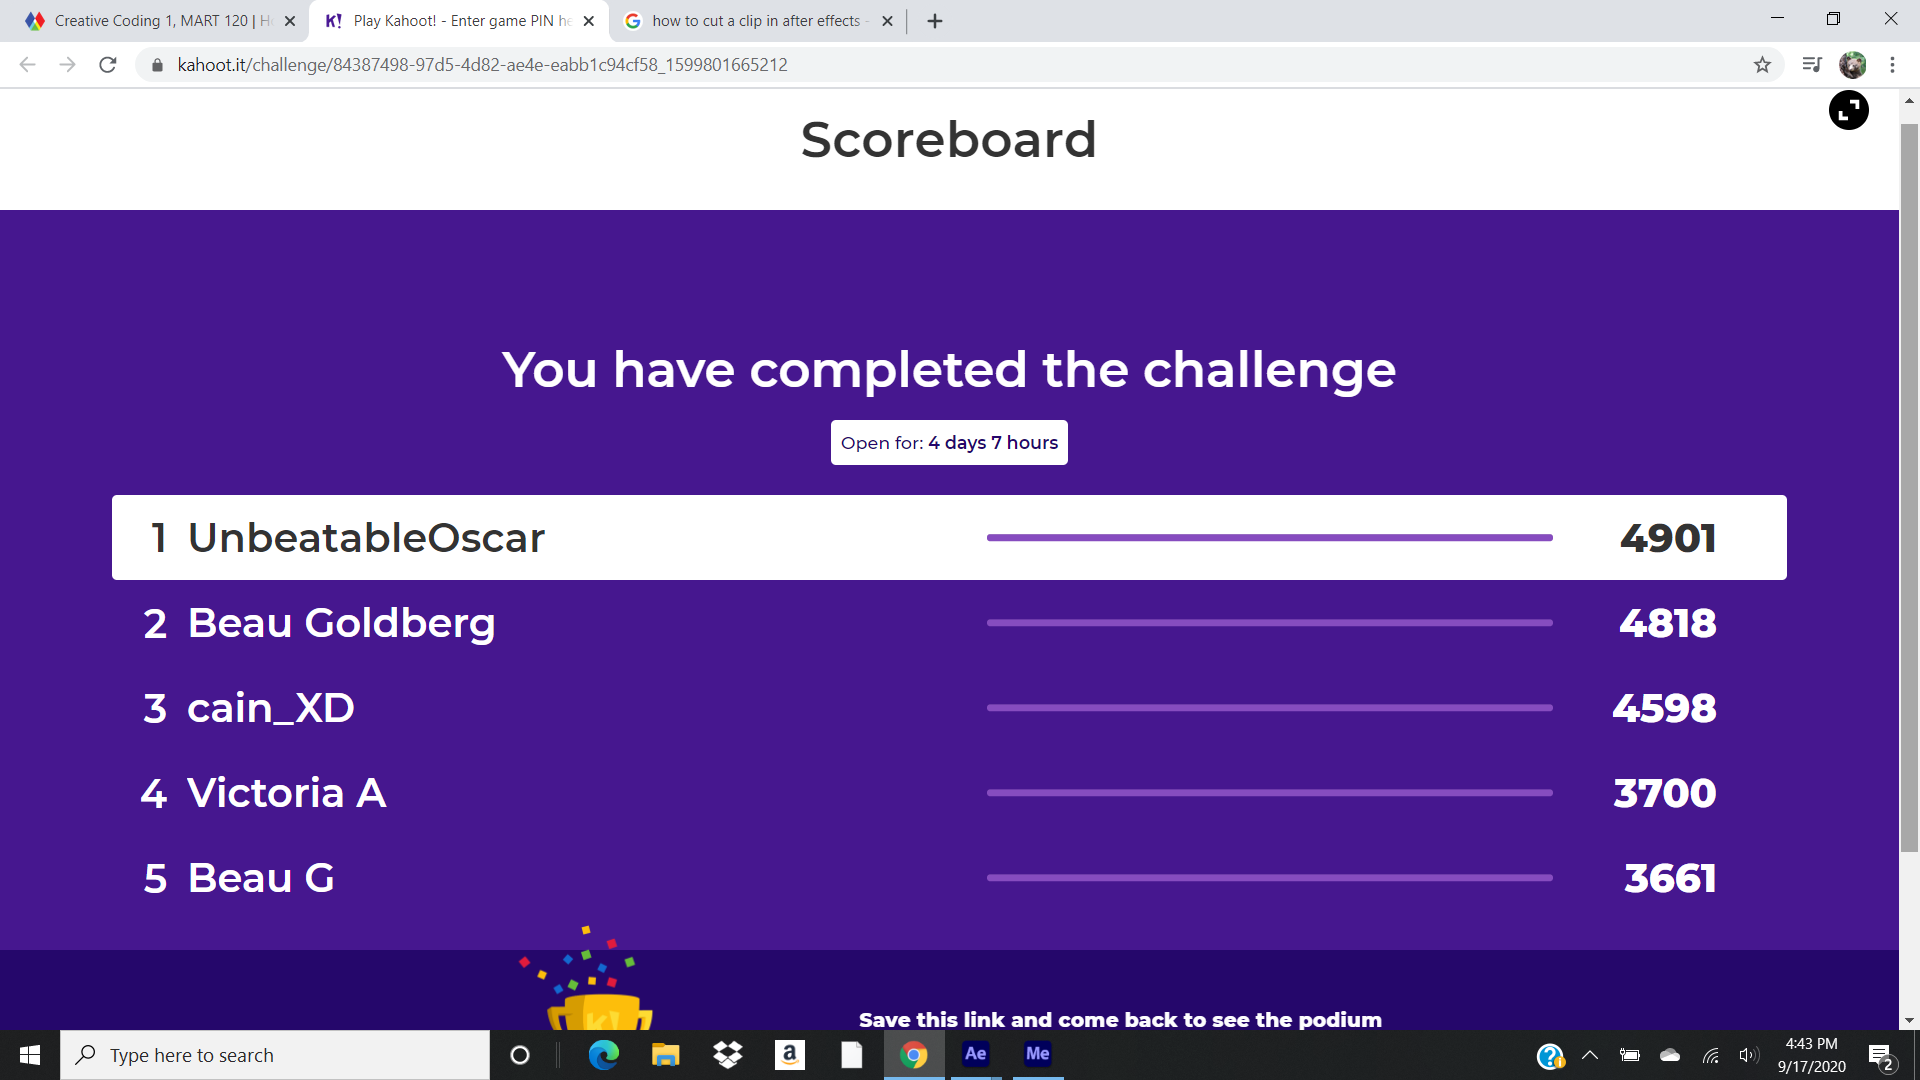 Creative Coding 1, MART 120 | H
K! Play Kahoot! - Enter game PIN he
how to cut a clip in after effects -
kahoot.it/challenge/84387498-97d5-4d82-ae4e-eabb1c94cf58_1599801665212
Scoreboard
You have completed the challenge
Open for: 4 days 7 hours
1 UnbeatableOscar 4901
2 Beau Goldberg 4818
3 cain_XD 4598
4 Victoria A 3700
5 Beau G 3661
K!
Save this link and come back to see the podium
Type here to search
a
Ae
Me
4:43 PM
9/17/2020
2